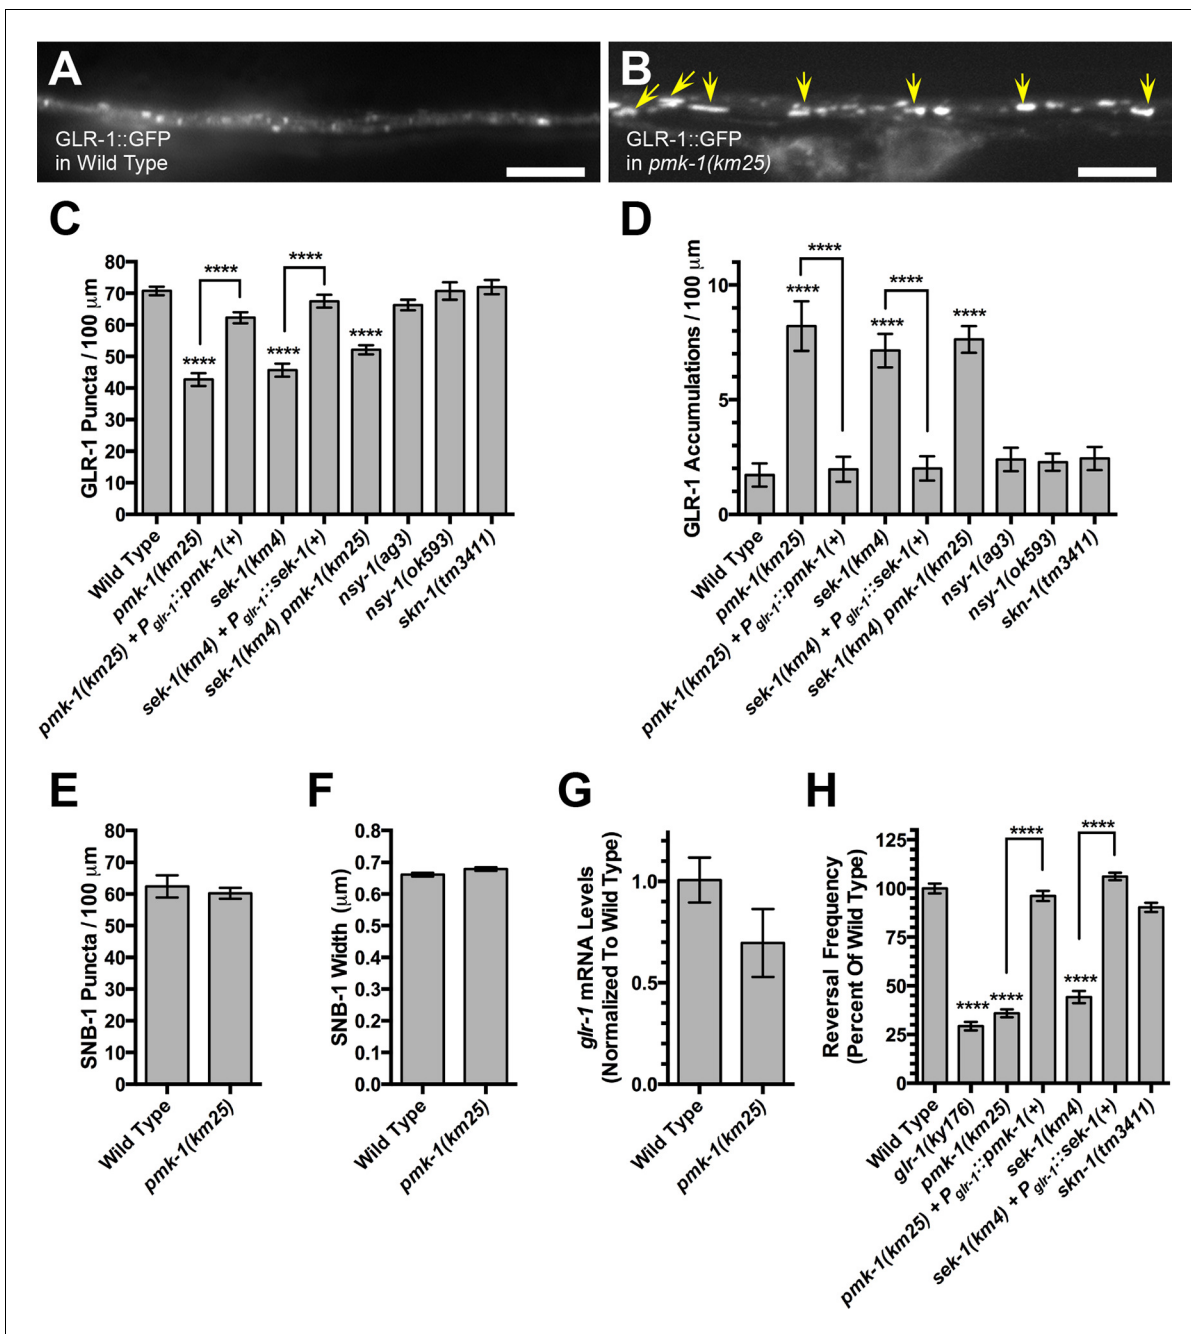 A
GLR-1::GFP
in Wild Type
B
GLR-1::GFP
in pmk-1(km25)
C
GLR-1 Puncta / 100 μm
80
70
60
50
40
30
20
10
0
****
****
****
****
****
Wild Type
pmk-1(km25)
pmk-1(km25) + Pglr-1::pmk-1(+)
sek-1(km4)
sek-1(km4) + Pglr-1::sek-1(+)
sek-1(km4) pmk-1(km25)
nsy-1(ag3)
nsy-1(ok593)
skn-1(tm3411)
D
GLR-1 Accumulations / 100 μm
10
5
0
****
****
****
****
****
Wild Type
pmk-1(km25)
pmk-1(km25) + Pglr-1::pmk-1(+)
sek-1(km4)
sek-1(km4) + Pglr-1::sek-1(+)
sek-1(km4) pmk-1(km25)
nsy-1(ag3)
nsy-1(ok593)
skn-1(tm3411)
E
SNB-1 Puncta / 100 μm
80
70
60
50
40
30
20
10
0
Wild Type
pmk-1(km25)
F
SNB-1 Width (μm)
0.8
0.7
0.6
0.5
0.4
0.3
0.2
0.1
0.0
Wild Type
pmk-1(km25)
G
glr-1 mRNA Levels
(Normalized To Wild Type)
1.0
0.5
0.0
Wild Type
pmk-1(km25)
H
Reversal Frequency
(Percent Of Wild Type)
125
100
75
50
25
0
****
****
****
****
****
Wild Type
glr-1(ky176)
pmk-1(km25)
pmk-1(km25) + Pglr-1::pmk-1(+)
sek-1(km4)
sek-1(km4) + Pglr-1::sek-1(+)
skn-1(tm3411)